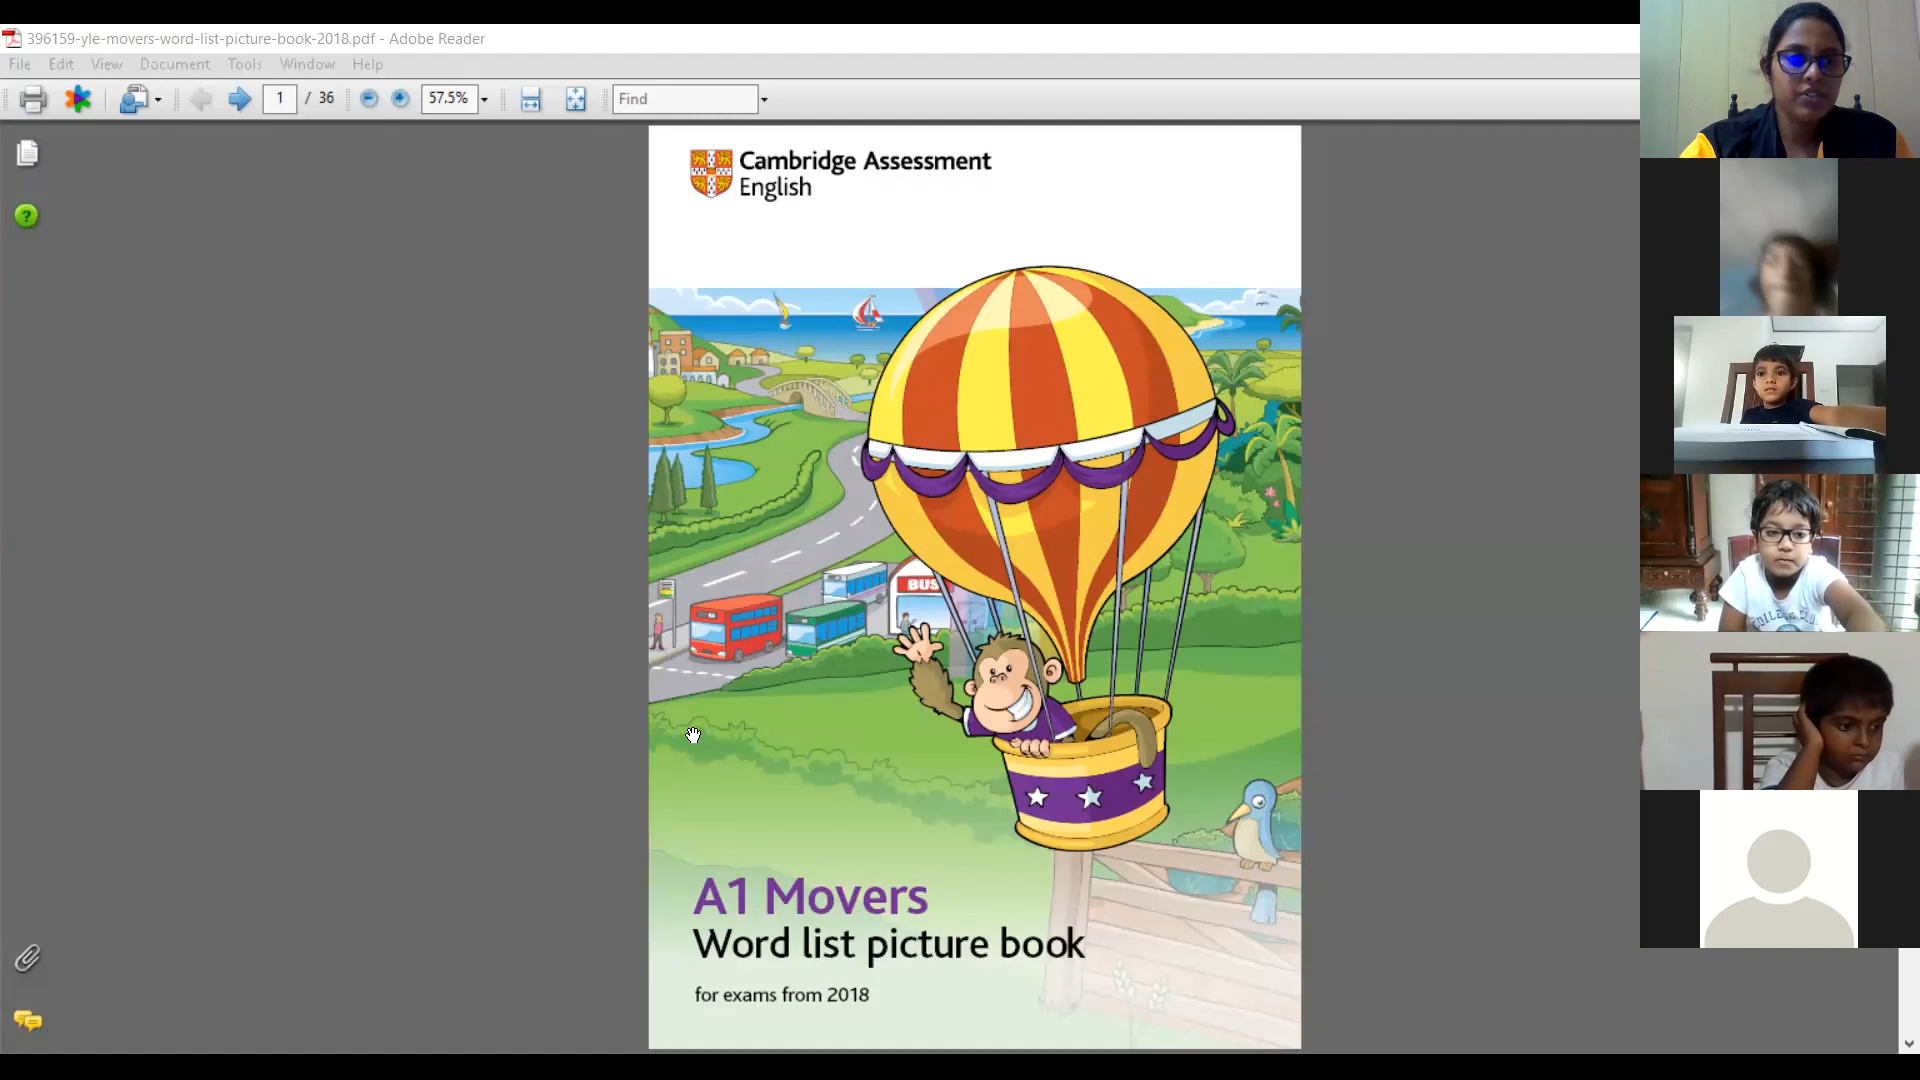 396159-yle-movers-word-list-picture-book-2018.pdf - Adobe Reader
File Edit View Document Tools Window Help
1 / 36 57.5% Find
Cambridge Assessment
English
BUS
A1 Movers
Word list picture book
for exams from 2018